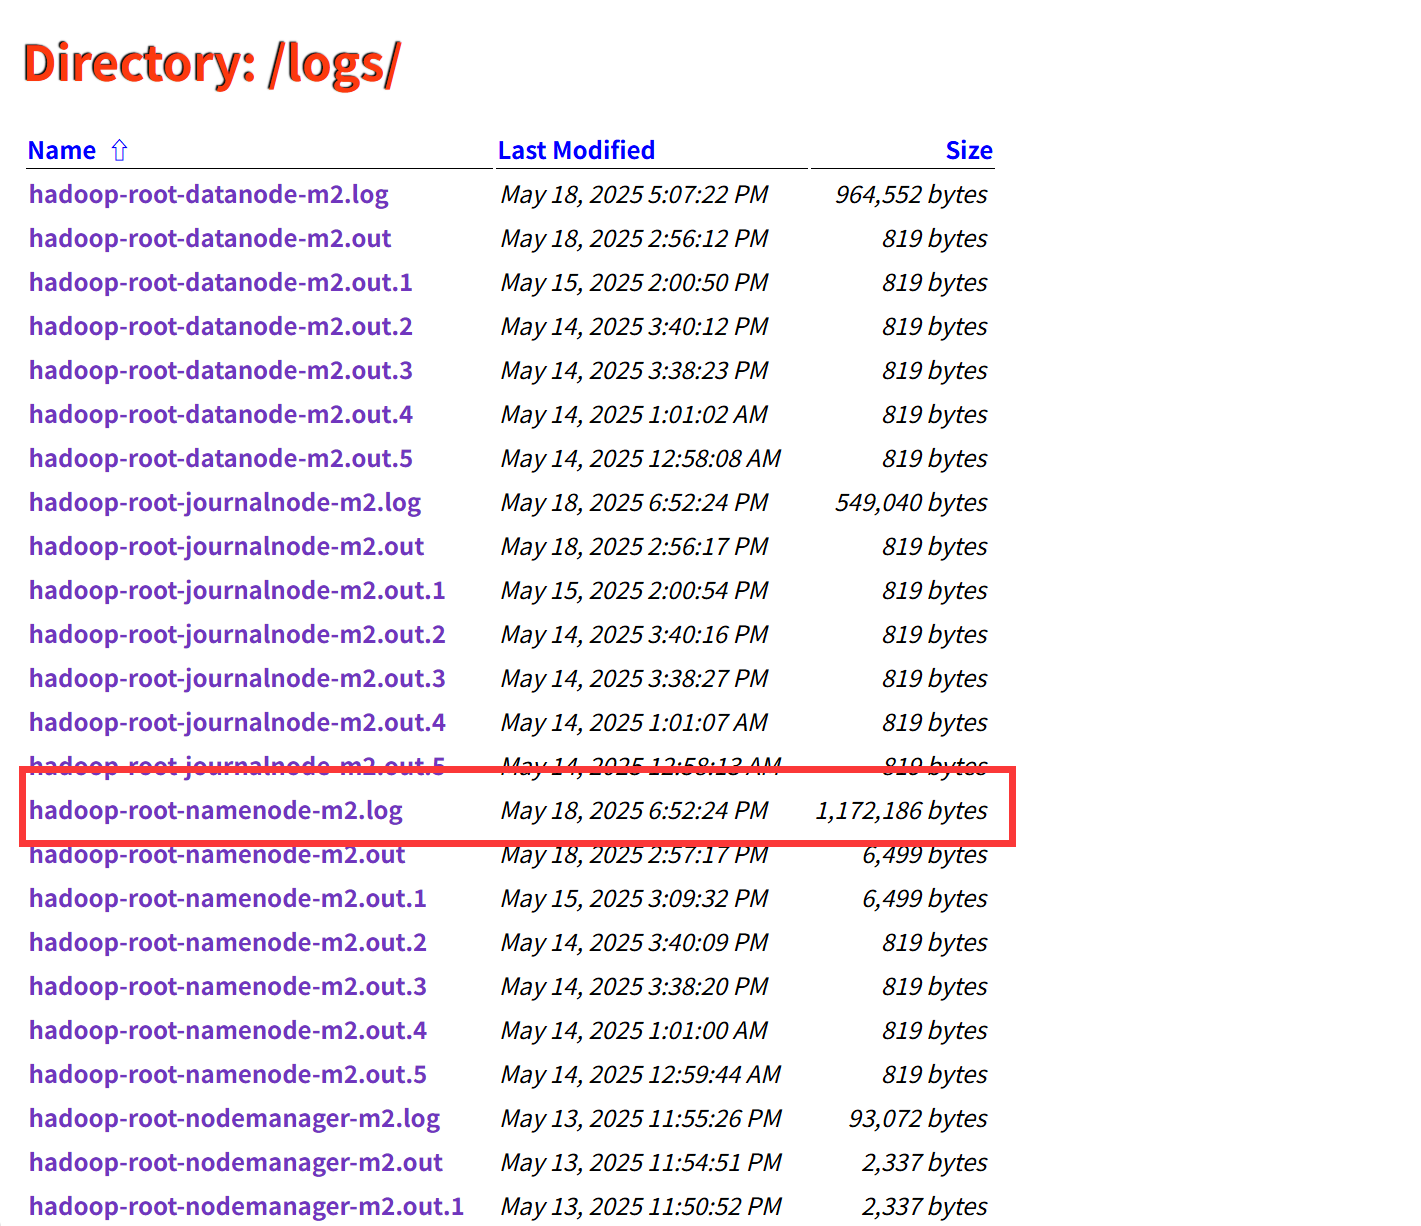 Directory: /logs/
Name ⇧ Last Modified Size
hadoop-root-datanode-m2.log May 18, 2025 5:07:22 PM 964,552 bytes
hadoop-root-datanode-m2.out May 18, 2025 2:56:12 PM 819 bytes
hadoop-root-datanode-m2.out.1 May 15, 2025 2:00:50 PM 819 bytes
hadoop-root-datanode-m2.out.2 May 14, 2025 3:40:12 PM 819 bytes
hadoop-root-datanode-m2.out.3 May 14, 2025 3:38:23 PM 819 bytes
hadoop-root-datanode-m2.out.4 May 14, 2025 1:01:02 AM 819 bytes
hadoop-root-datanode-m2.out.5 May 14, 2025 12:58:08 AM 819 bytes
hadoop-root-journalnode-m2.log May 18, 2025 6:52:24 PM 549,040 bytes
hadoop-root-journalnode-m2.out May 18, 2025 2:56:17 PM 819 bytes
hadoop-root-journalnode-m2.out.1 May 15, 2025 2:00:54 PM 819 bytes
hadoop-root-journalnode-m2.out.2 May 14, 2025 3:40:16 PM 819 bytes
hadoop-root-journalnode-m2.out.3 May 14, 2025 3:38:27 PM 819 bytes
hadoop-root-journalnode-m2.out.4 May 14, 2025 1:01:07 AM 819 bytes
hadoop-root-journalnode-m2.out.5 May 14, 2025 12:58:13 AM 819 bytes
hadoop-root-namenode-m2.log May 18, 2025 6:52:24 PM 1,172,186 bytes
hadoop-root-namenode-m2.out May 18, 2025 2:57:17 PM 6,499 bytes
hadoop-root-namenode-m2.out.1 May 15, 2025 3:09:32 PM 6,499 bytes
hadoop-root-namenode-m2.out.2 May 14, 2025 3:40:09 PM 819 bytes
hadoop-root-namenode-m2.out.3 May 14, 2025 3:38:20 PM 819 bytes
hadoop-root-namenode-m2.out.4 May 14, 2025 1:01:00 AM 819 bytes
hadoop-root-namenode-m2.out.5 May 14, 2025 12:59:44 AM 819 bytes
hadoop-root-nodemanager-m2.log May 13, 2025 11:55:26 PM 93,072 bytes
hadoop-root-nodemanager-m2.out May 13, 2025 11:54:51 PM 2,337 bytes
hadoop-root-nodemanager-m2.out.1 May 13, 2025 11:50:52 PM 2,337 bytes